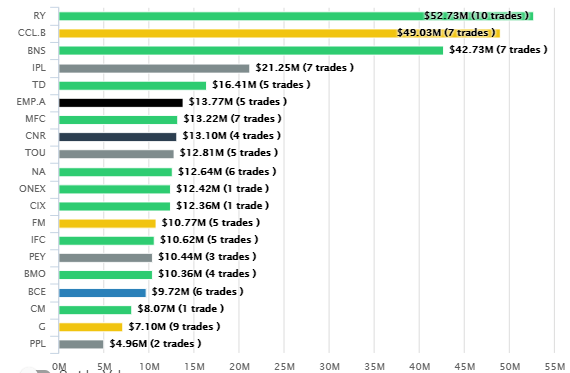 RY $52.73M (10 trades )
CCL.B $49.03M (7 trades )
BNS $42.73M (7 trades )
IPL $21.25M (7 trades )
TD $16.41M (5 trades )
EMP.A $13.77M (5 trades )
MFC $13.22M (7 trades )
CNR $13.10M (4 trades )
TOU $12.81M (5 trades )
NA $12.64M (6 trades )
ONEX $12.42M (1 trade )
CIX $12.36M (1 trade )
FM $10.77M (5 trades )
IFC $10.62M (5 trades )
PEY $10.44M (3 trades )
BMO $10.36M (4 trades )
BCE $9.72M (6 trades )
CM $8.07M (1 trade )
G $7.10M (9 trades )
PPL $4.96M (2 trades )
0M 5M 10M 15M 20M 25M 30M 35M 40M 45M 50M 55M